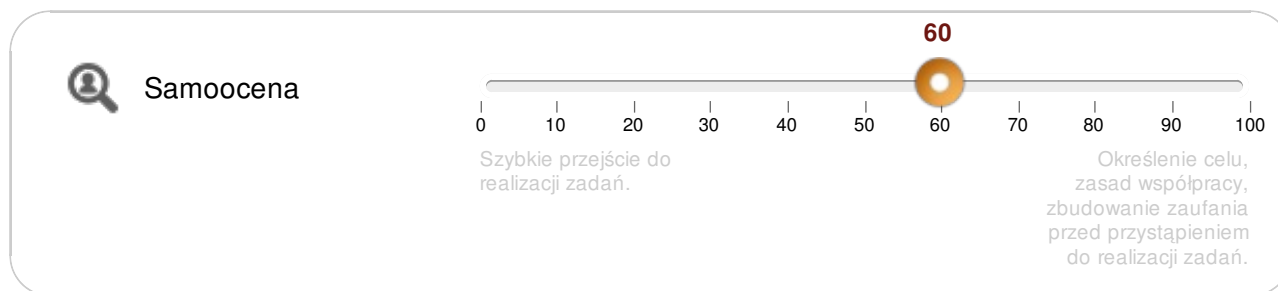 60
Samoocena
0 10 20 30 40 50 60 70 80 90 100
Szybkie przejście do
realizacji zadań.
Określenie celu,
zasad współpracy,
zbudowanie zaufania
przed przystąpieniem
do realizacji zadań.